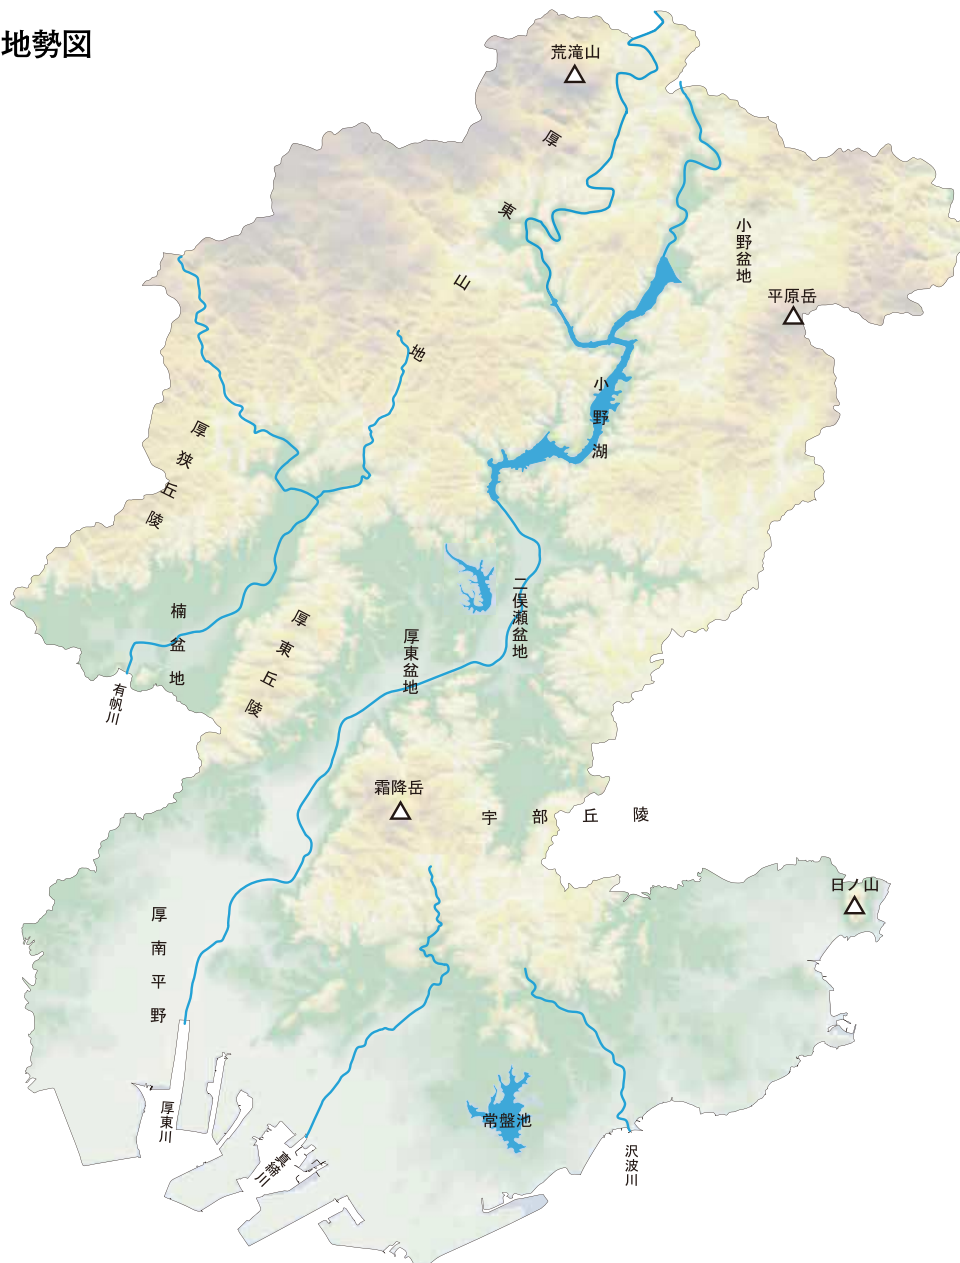 地勢図
荒滝山
厚東山地
小野盆地
平原岳
小野湖
厚狭丘陵
楠盆地
有帆川
厚東丘陵
厚東盆地
二俣瀬盆地
霜降岳
宇部丘陵
日ノ山
厚南平野
厚東川
真締川
常盤池
沢波川